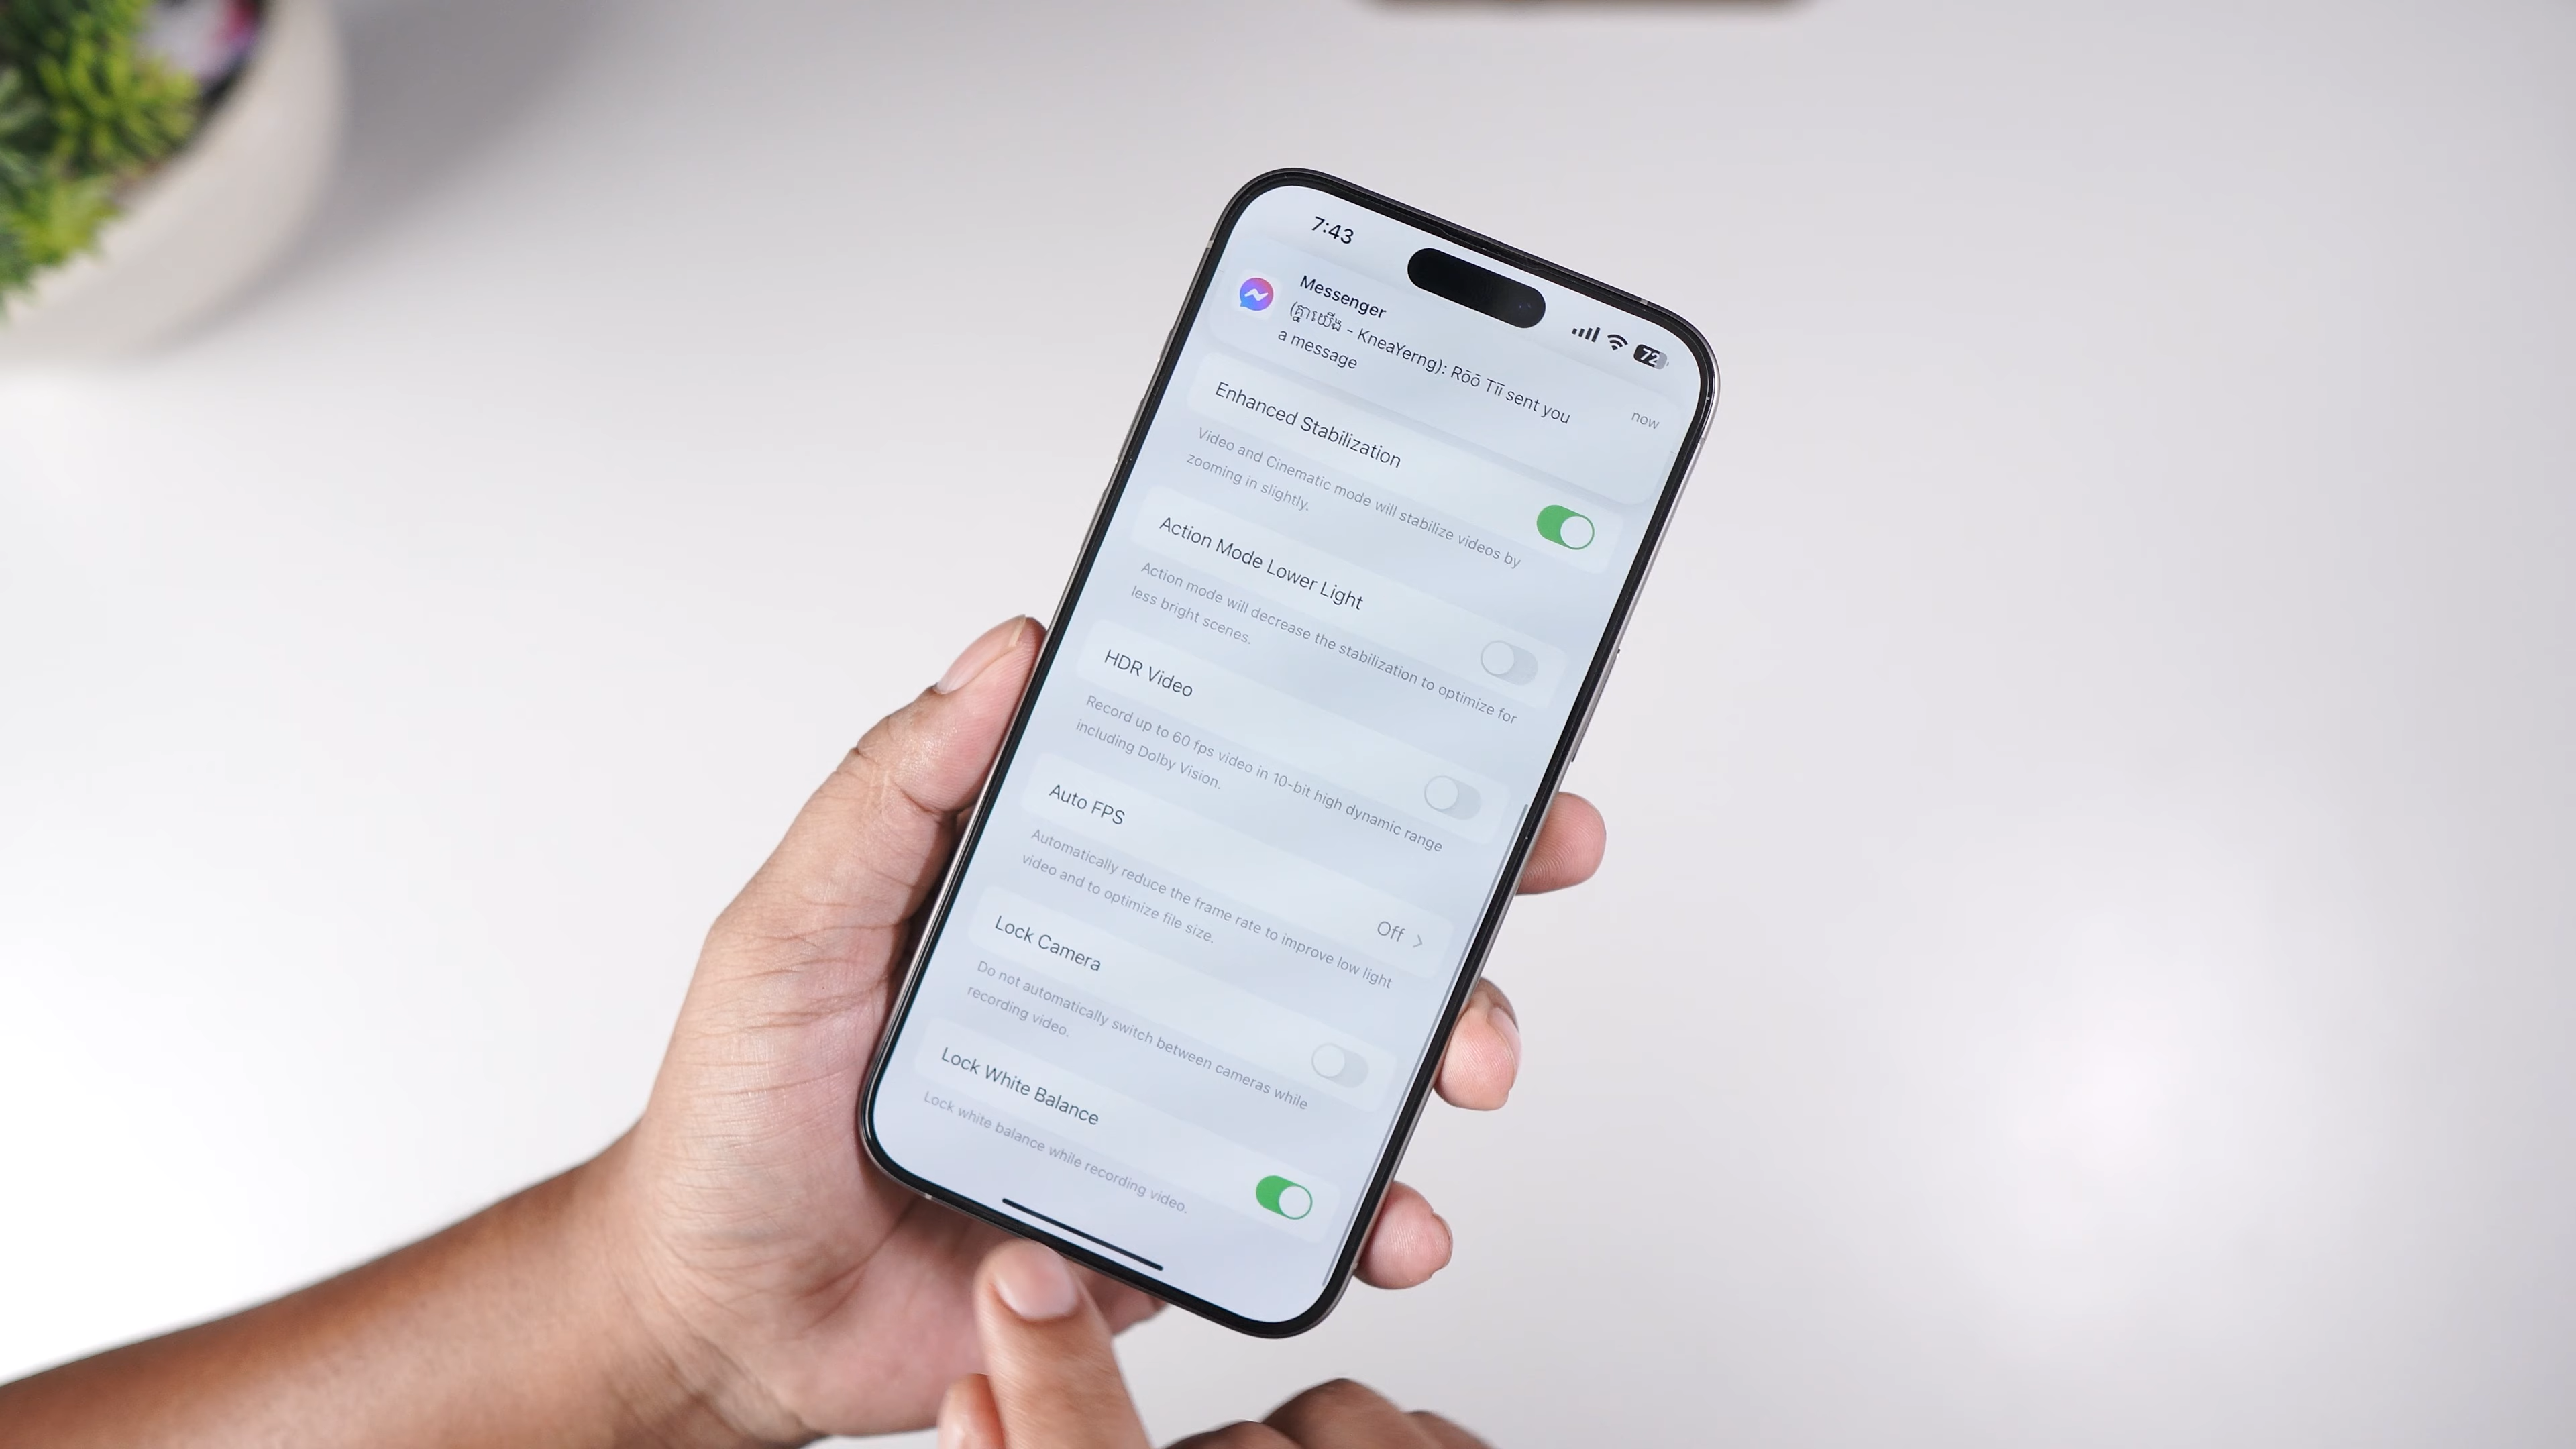 7:43
72
Messenger
now
(គ្នាយើង - KneaYerng): Rōō Tīī sent you
a message
Enhanced Stabilization
Video and Cinematic mode will stabilize videos by
zooming in slightly.
Action Mode Lower Light
Action mode will decrease the stabilization to optimize for
less bright scenes.
HDR Video
Record up to 60 fps video in 10-bit high dynamic range
including Dolby Vision.
Auto FPS
Off
Automatically reduce the frame rate to improve low light
video and to optimize file size.
Lock Camera
Do not automatically switch between cameras while
recording video.
Lock White Balance
Lock white balance while recording video.